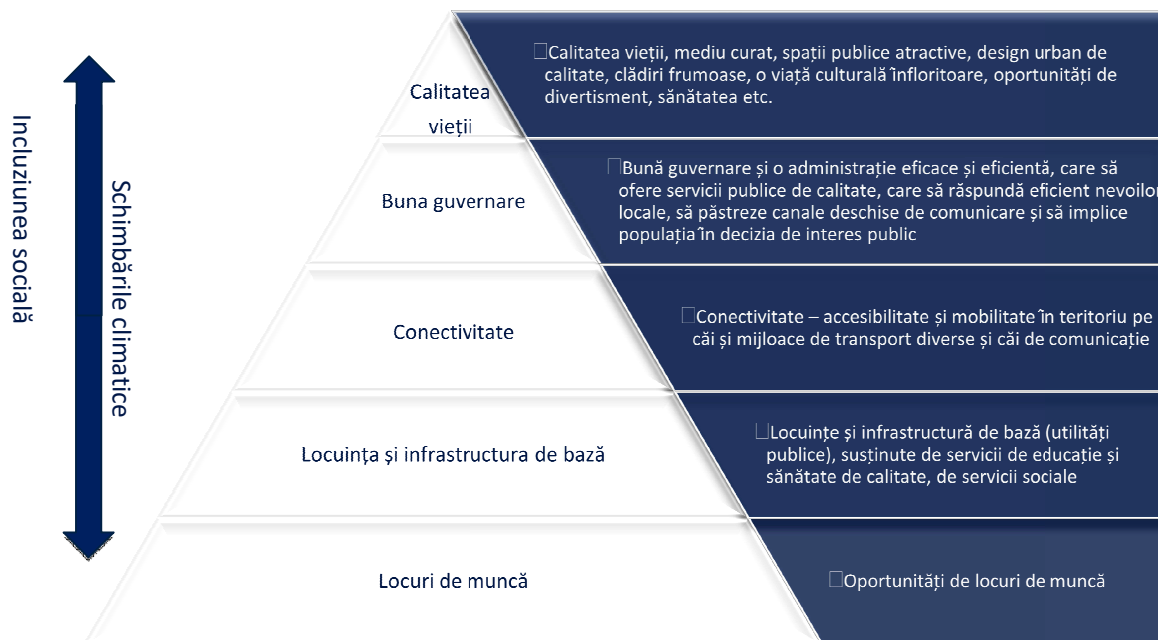 Incluziunea socială
Schimbările climatice
Calitatea
vieții
Calitatea vieții, mediu curat, spații publice atractive, design urban de
calitate, clădiri frumoase, o viață culturală înfloritoare, oportunități de
divertisment, sănătatea etc.
Buna guvernare
Bună guvernare și o administrație eficace și eficientă, care să
ofere servicii publice de calitate, care să răspundă eficient nevoilor
locale, să păstreze canale deschise de comunicare și să implice
populația în decizia de interes public
Conectivitate
Conectivitate – accesibilitate și mobilitate în teritoriu pe
căi și mijloace de transport diverse și căi de comunicație
Locuința și infrastructura de bază
Locuințe și infrastructură de bază (utilități
publice), susținute de servicii de educație și
sănătate de calitate, de servicii sociale
Locuri de muncă
Oportunități de locuri de muncă